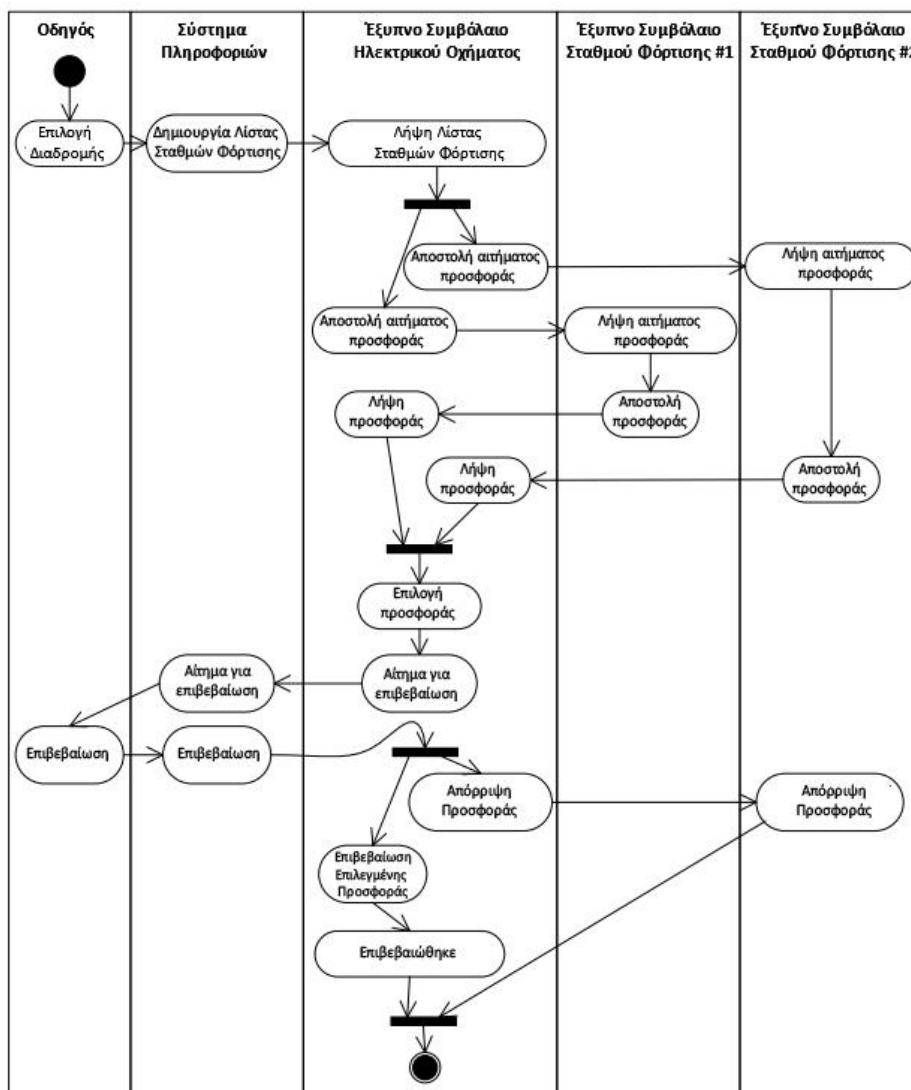 Οδηγός
Σύστημα
Πληροφοριών
Έξυπνο Συμβόλαιο
Ηλεκτρικού Οχήματος
Έξυπνο Συμβόλαιο
Σταθμού Φόρτισης #1
Έξυπνο Συμβόλαιο
Σταθμού Φόρτισης #2
Επιλογή
Διαδρομής
Δημιουργία Λίστας
Σταθμών Φόρτισης
Λήψη Λίστας
Σταθμών Φόρτισης
Αποστολή αιτήματος
προσφοράς
Λήψη αιτήματος
προσφοράς
Αποστολή αιτήματος
προσφοράς
Λήψη αιτήματος
προσφοράς
Λήψη
προσφοράς
Αποστολή
προσφοράς
Λήψη
προσφοράς
Αποστολή
προσφοράς
Επιλογή
προσφοράς
Αίτημα για
επιβεβαίωση
Αίτημα για
επιβεβαίωση
Επιβεβαίωση
Επιβεβαίωση
Απόρριψη
Προσφοράς
Απόρριψη
Προσφοράς
Επιβεβαίωση
Επιλεγμένης
Προσφοράς
Επιβεβαιώθηκε